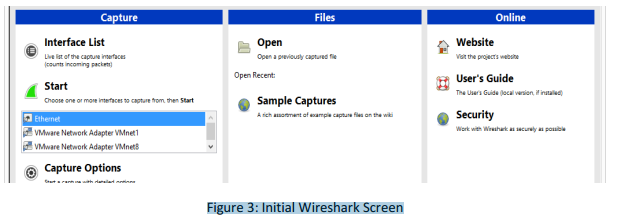 Capture
Interface List
Live list of the capture interfaces
(counts incoming packets)
Start
Choose one or more interfaces to capture from, then Start
Ethernet
VMware Network Adapter VMnet1
VMware Network Adapter VMnet8
Capture Options
Start a capture with detailed options
Files
Open
Open a previously captured file
Open Recent:
Sample Captures
A rich assortment of example capture files on the wiki
Online
Website
Visit the project's website
User's Guide
The User's Guide (local version, if installed)
Security
Work with Wireshark as securely as possible
Figure 3: Initial Wireshark Screen